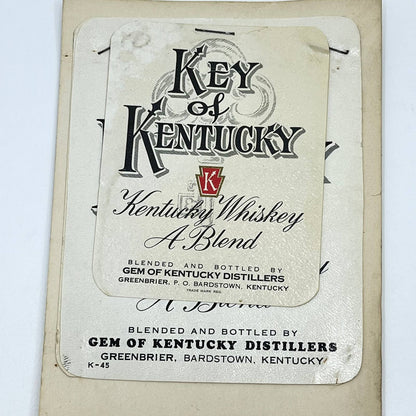 KEY
of
KENTUCKY
K
Kentucky Whiskey
A Blend
BLENDED AND BOTTLED BY
GEM OF KENTUCKY DISTILLERS
GREENBRIER, P. O. BARDSTOWN, KENTUCKY
TRADE MARK REG.
A Blend
BLENDED AND BOTTLED BY
GEM OF KENTUCKY DISTILLERS
GREENBRIER, BARDSTOWN, KENTUCKY
K-45